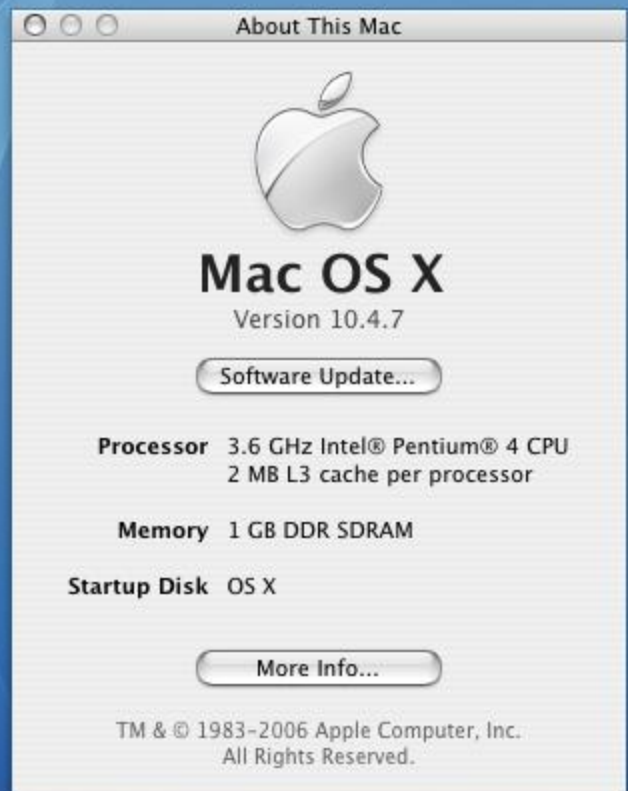 About This Mac
Mac OS X
Version 10.4.7
Software Update...
Processor 3.6 GHz Intel® Pentium® 4 CPU
2 MB L3 cache per processor
Memory 1 GB DDR SDRAM
Startup Disk OS X
More Info...
TM & © 1983-2006 Apple Computer, Inc.
All Rights Reserved.